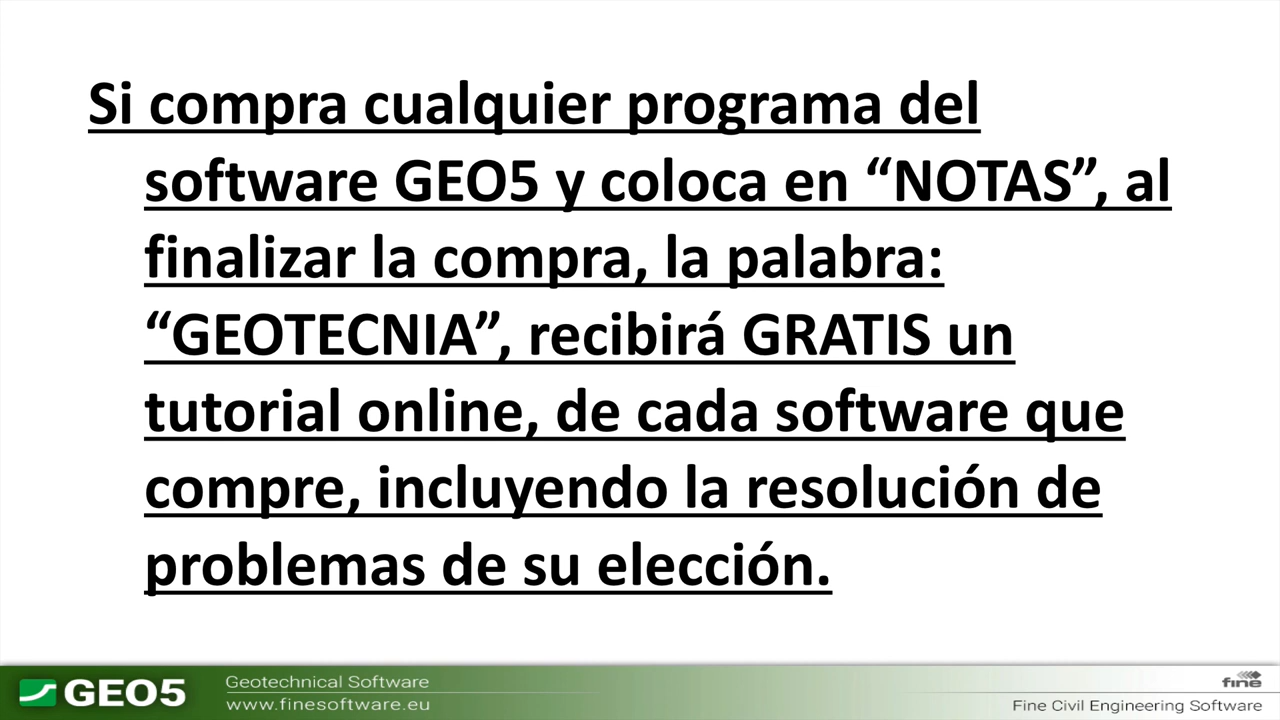 Si compra cualquier programa del
software GEO5 y coloca en “NOTAS”, al
finalizar la compra, la palabra:
“GEOTECNIA”, recibirá GRATIS un
tutorial online, de cada software que
compre, incluyendo la resolución de
problemas de su elección.
GEO5
Geotechnical Software
www.finesoftware.eu
fine
Fine Civil Engineering Software